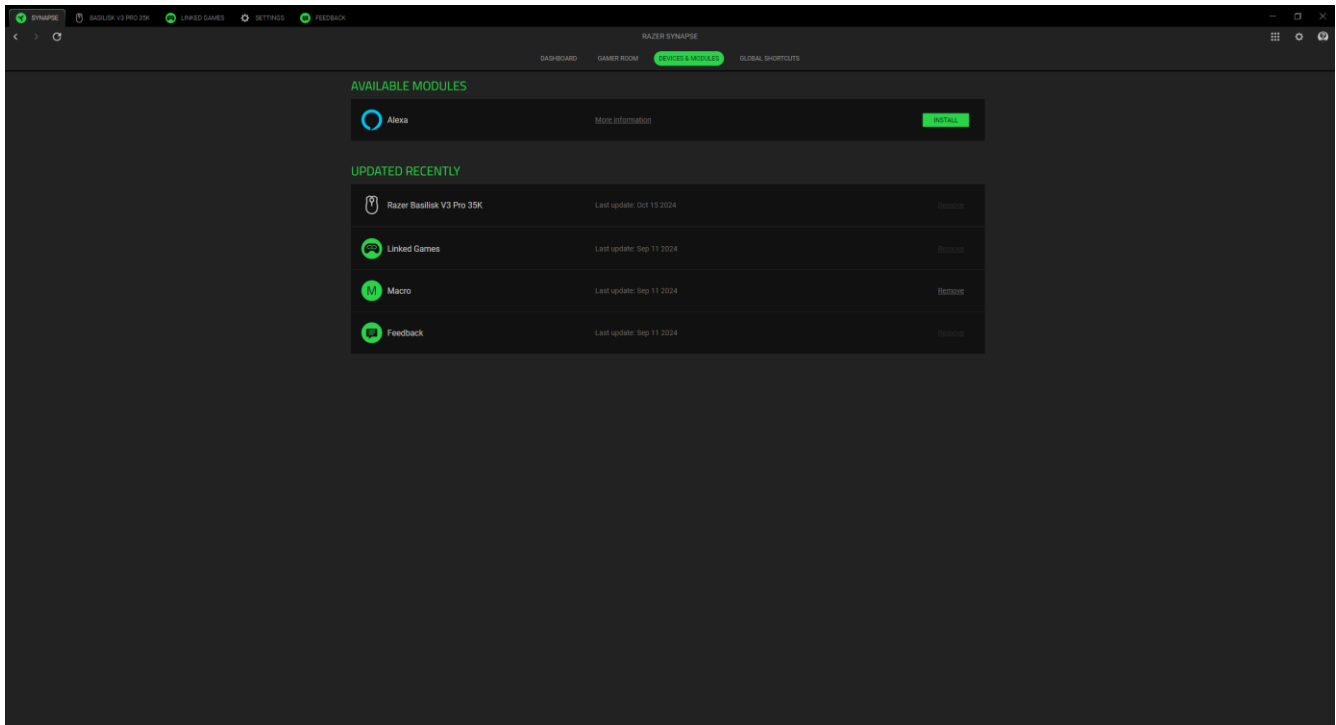 SYNAPSE BASILISK V3 PRO 35K LINKED GAMES SETTINGS FEEDBACK
RAZER SYNAPSE
DASHBOARD GAMER ROOM DEVICES & MODULES GLOBAL SHORTCUTS
AVAILABLE MODULES
Alexa More information INSTALL
UPDATED RECENTLY
Razer Basilisk V3 Pro 35K Last update: Oct 15 2024 Remove
Linked Games Last update: Sep 11 2024 Remove
M Macro Last update: Sep 11 2024 Remove
Feedback Last update: Sep 11 2024 Remove